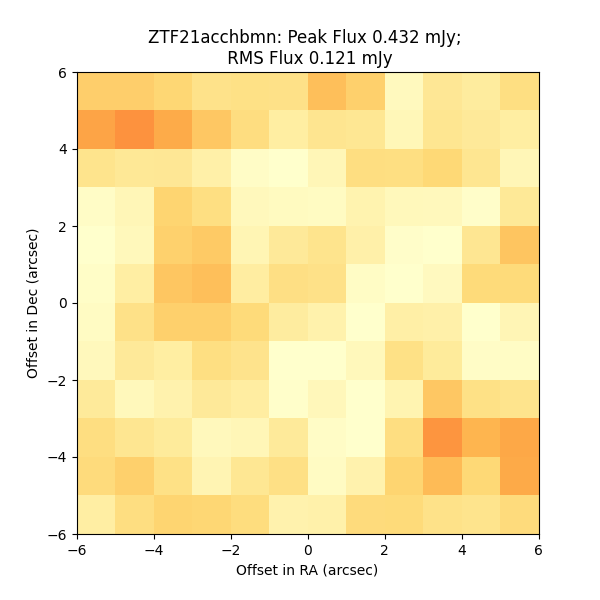 ZTF21acchbmn: Peak Flux 0.432 mJy;
RMS Flux 0.121 mJy
6
4
2
0
−2
−4
−6
Offset in Dec (arcsec)
−6 −4 −2 0 2 4 6
Offset in RA (arcsec)